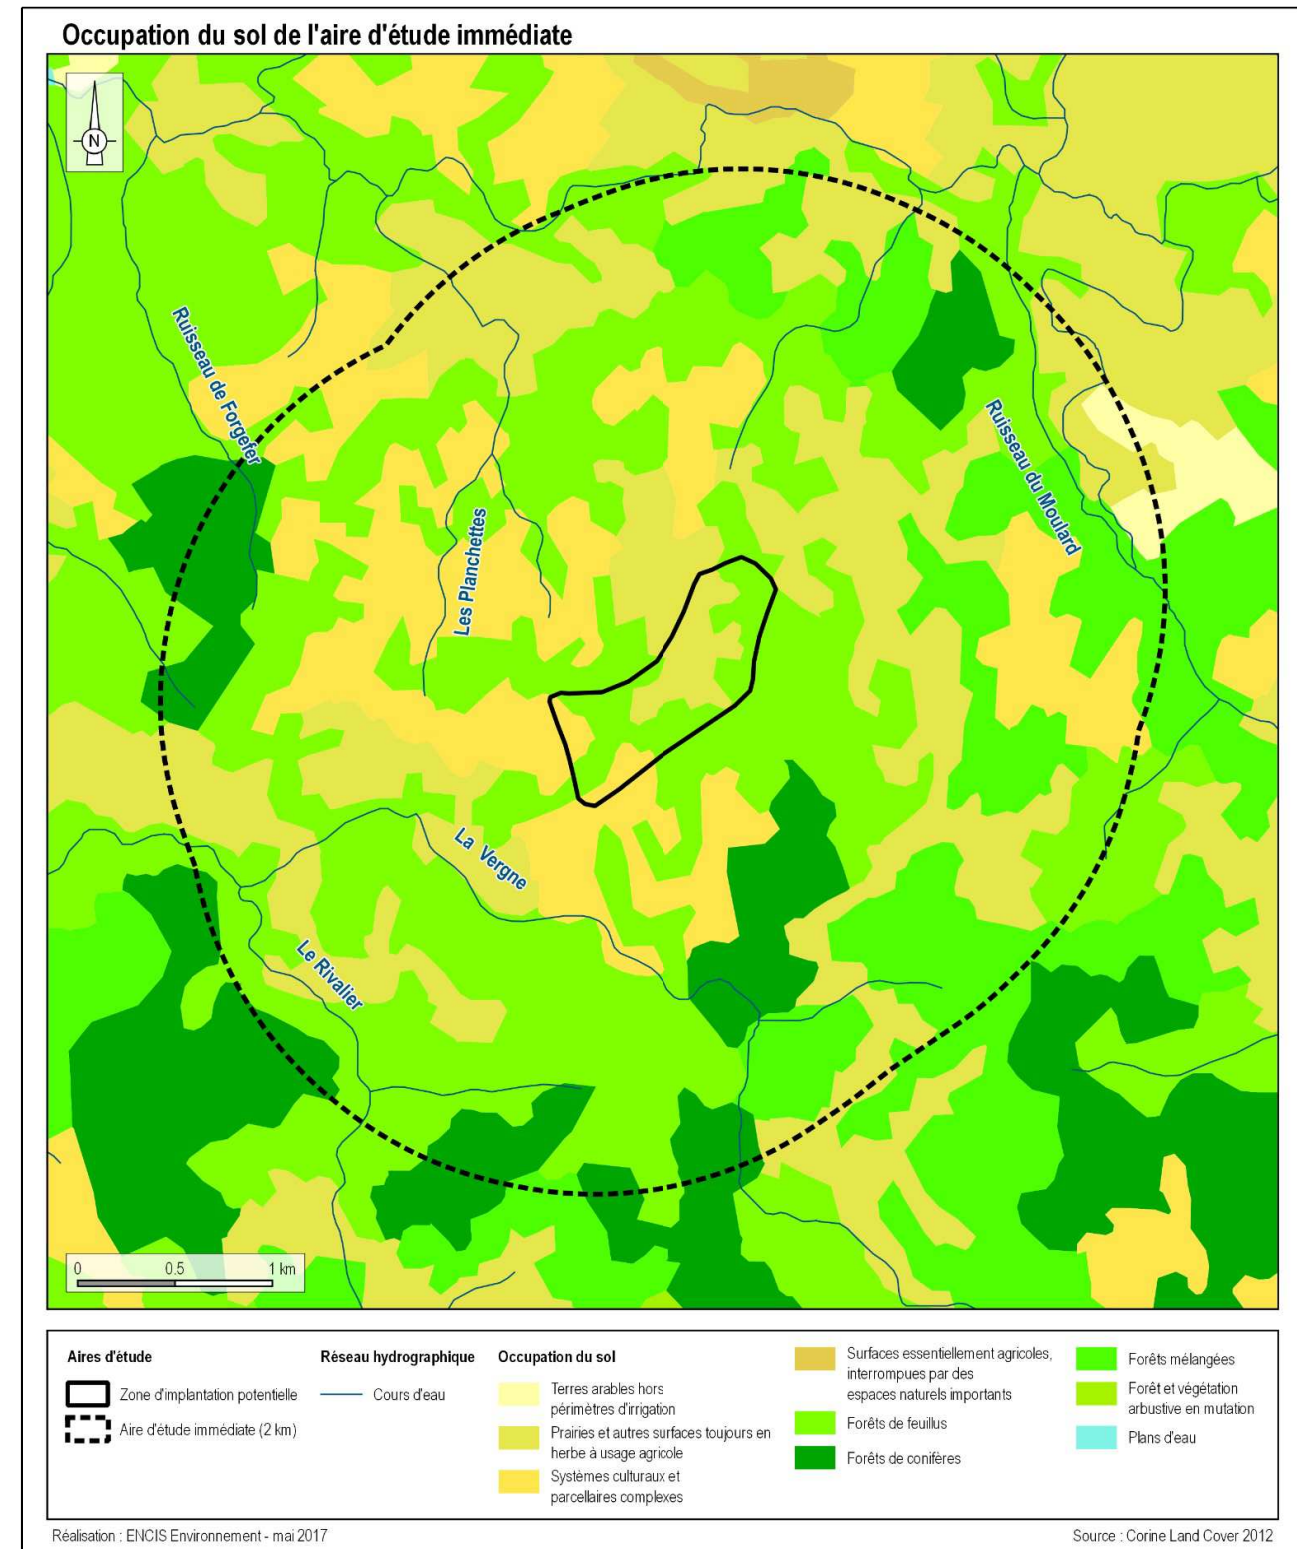 Occupation du sol de l'aire d'étude immédiate
N
Ruisseau de Forgefer
Ruisseau du Moulard
Les Planchettes
La Vergne
Le Rivalier
0 0.5 1 km
Aires d'étude
Zone d'implantation potentielle
Aire d'étude immédiate (2 km)
Réseau hydrographique
Cours d'eau
Occupation du sol
Terres arables hors
périmètres d'irrigation
Prairies et autres surfaces toujours en
herbe à usage agricole
Systèmes culturaux et
parcellaires complexes
Surfaces essentiellement agricoles,
interrompues par des
espaces naturels importants
Forêts de feuillus
Forêts de conifères
Forêts mélangées
Forêt et végétation
arbustive en mutation
Plans d'eau
Réalisation : ENCIS Environnement - mai 2017
Source : Corine Land Cover 2012